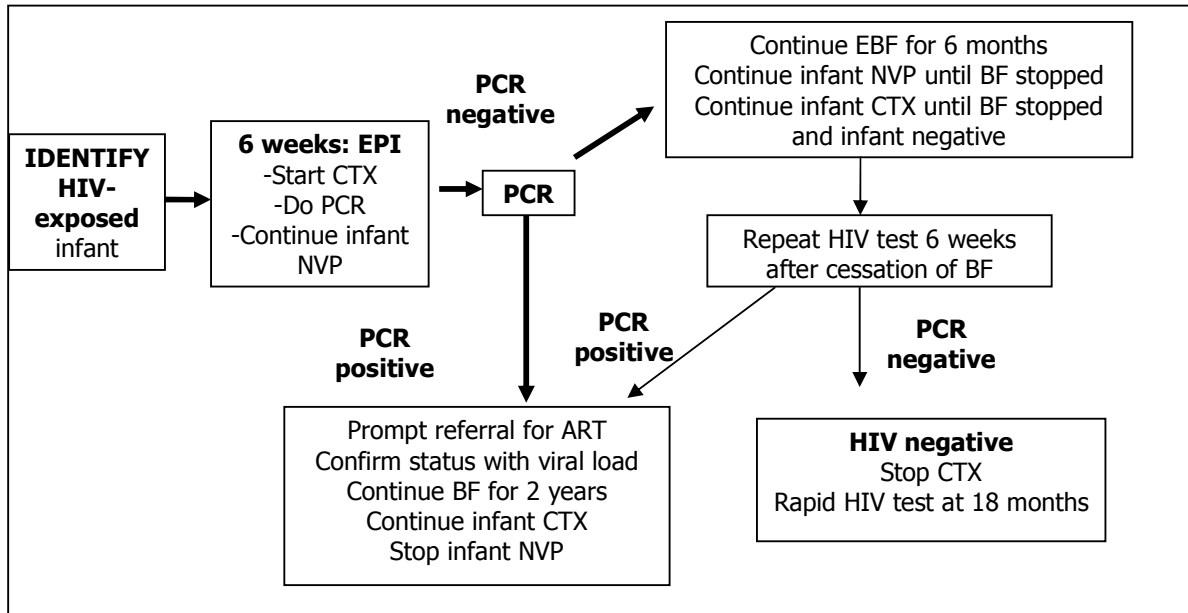 IDENTIFY
HIV-
exposed
infant
6 weeks: EPI
-Start CTX
-Do PCR
-Continue infant
NVP
PCR
PCR
negative
Continue EBF for 6 months
Continue infant NVP until BF stopped
Continue infant CTX until BF stopped
and infant negative
Repeat HIV test 6 weeks
after cessation of BF
PCR
positive
PCR
positive
PCR
negative
Prompt referral for ART
Confirm status with viral load
Continue BF for 2 years
Continue infant CTX
Stop infant NVP
HIV negative
Stop CTX
Rapid HIV test at 18 months